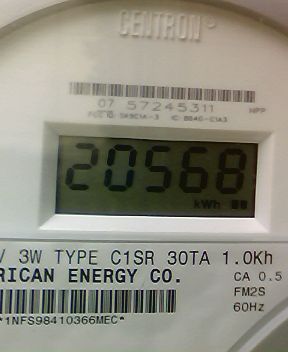 CENTRON®
07 57245311
20568
kWh
V 3W TYPE C1SR 30TA 1.0Kh
RICAN ENERGY CO.
CA 0.5
FM2S
60Hz
*1NFS98410366MEC*